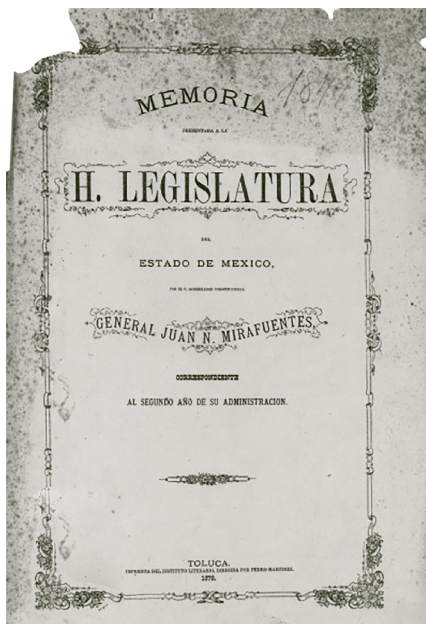 MEMORIA
PRESENTADA A LA
H. LEGISLATURA
DEL
ESTADO DE MEXICO,
POR EL C. GOBERNADOR CONSTITUCIONAL
GENERAL JUAN N. MIRAFUENTES,
CORRESPONDIENTE
AL SEGUNDO AÑO DE SU ADMINISTRACION.
TOLUCA.
IMPRENTA DEL INSTITUTO LITERARIO, DIRIGIDA POR PEDRO MARTINEZ.